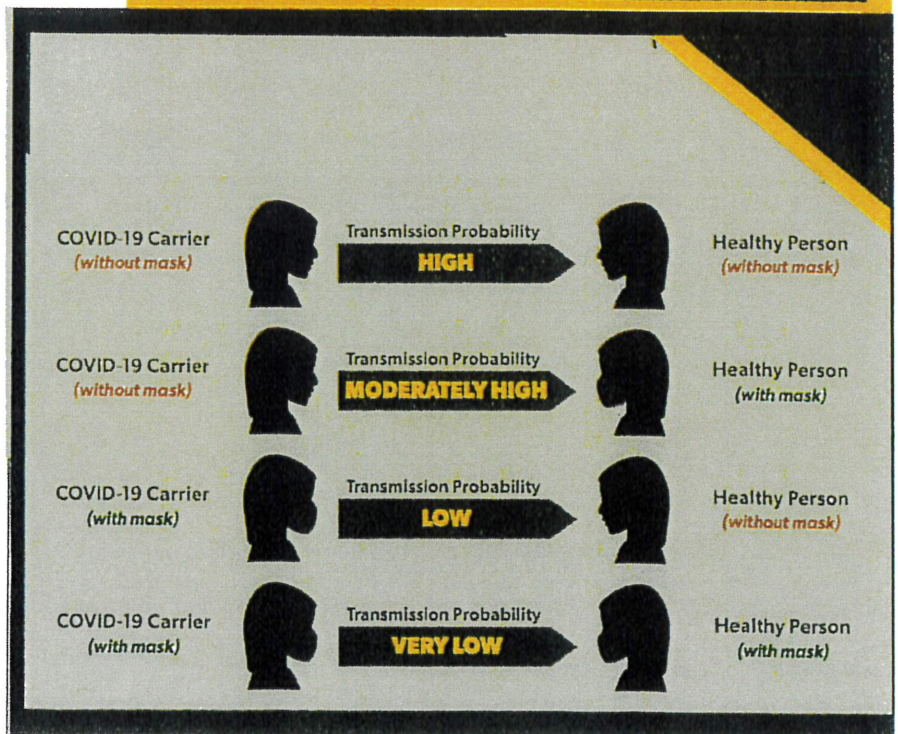 COVID-19 Carrier
(without mask)
Transmission Probability
HIGH
Healthy Person
(without mask)
COVID-19 Carrier
(without mask)
Transmission Probability
MODERATELY HIGH
Healthy Person
(with mask)
COVID-19 Carrier
(with mask)
Transmission Probability
LOW
Healthy Person
(without mask)
COVID-19 Carrier
(with mask)
Transmission Probability
VERY LOW
Healthy Person
(with mask)